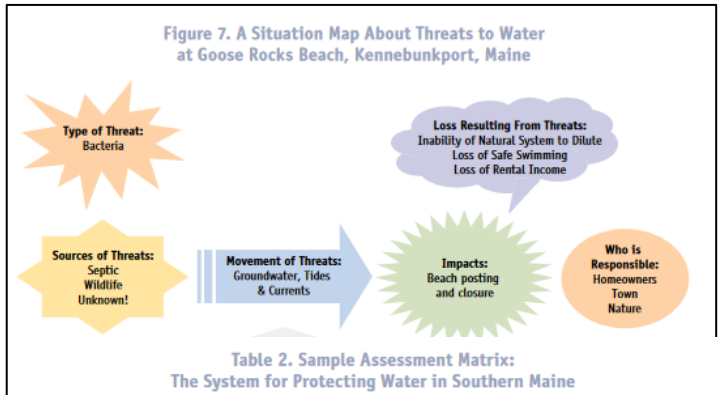 Figure 7. A Situation Map About Threats to Water
at Goose Rocks Beach, Kennebunkport, Maine
Type of Threat:
Bacteria
Loss Resulting From Threats:
Inability of Natural System to Dilute
Loss of Safe Swimming
Loss of Rental Income
Sources of Threats:
Septic
Wildlife
Unknown!
Movement of Threats:
Groundwater, Tides
& Currents
Impacts:
Beach posting
and closure
Who is
Responsible:
Homeowners
Town
Nature
Table 2. Sample Assessment Matrix:
The System for Protecting Water in Southern Maine